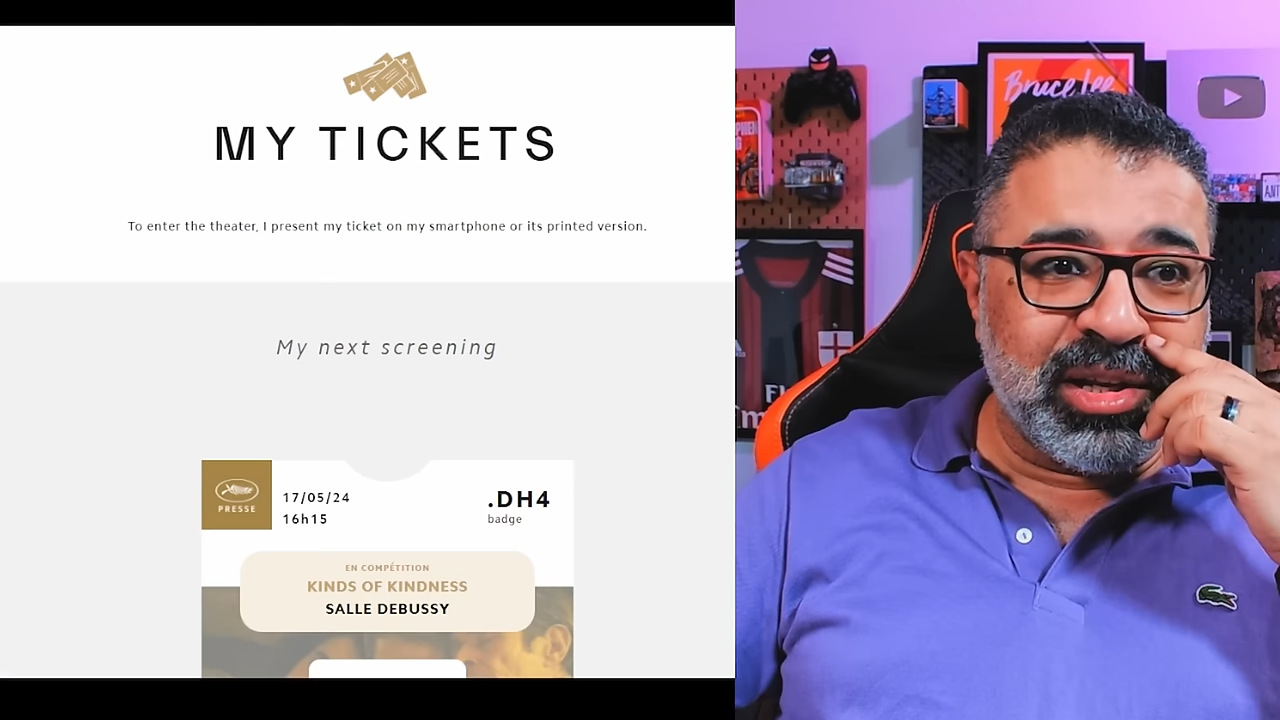 MY TICKETS
To enter the theater, I present my ticket on my smartphone or its printed version.
My next screening
PRESSE
17/05/24
16h15
.DH4
badge
EN COMPÉTITION
KINDS OF KINDNESS
SALLE DEBUSSY
Bruce Lee
ANT